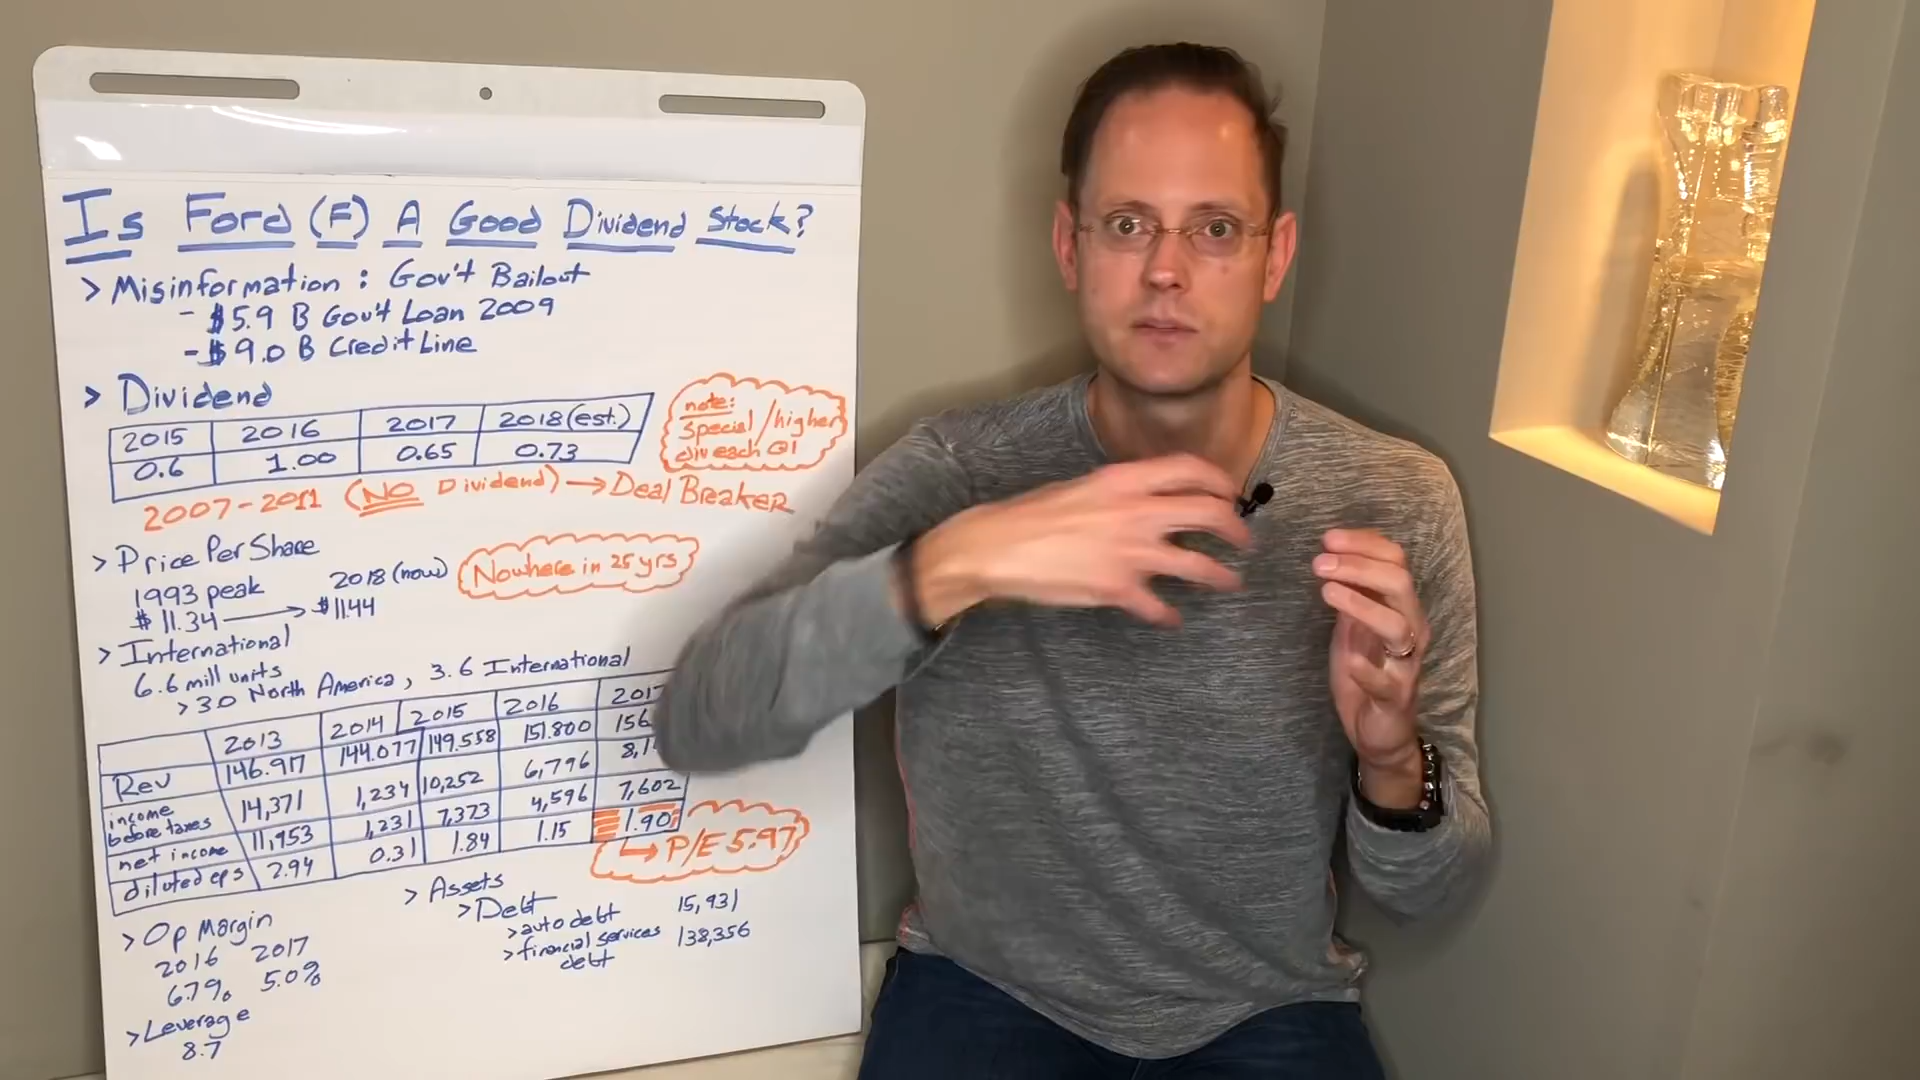 Is Ford (F) A Good Dividend Stock?
> Misinformation : Gov't Bailout
- $5.9 B Gov't Loan 2009
- $9.0 B Credit Line
> Dividend
2015 2016 2017 2018 (est.)
0.6 1.00 0.65 0.73
note:
special/higher
div each Q1
2007-2011 (NO Dividend) → Deal Breaker
> Price Per Share
1993 peak 2018 (now)
$11.34 → $11.44
Nowhere in 25 yrs
> International
6.6 mill units
> 3.0 North America, 3.6 International
2013 2014 2015 2016 2017
Rev 146.917 144.077 149.558 151.800 156
income before taxes 14,371 1,234 10,252 6,796 8,1
net income 11,953 1,231 7,373 4,596 7,602
diluted eps 2.94 0.31 1.84 1.15 1.90
→ P/E 5.97
> Op Margin
2016 2017
6.7% 5.0%
> Leverage
8.7
> Assets
> Debt
> auto debt 15,931
> financial services debt 138,356